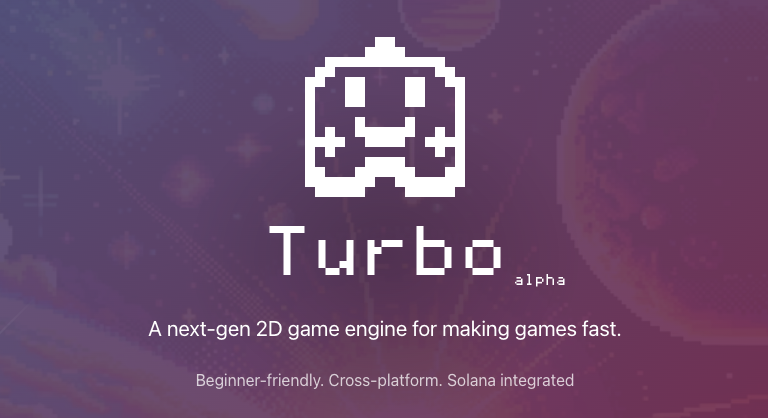 Turbo
alpha
A next-gen 2D game engine for making games fast.
Beginner-friendly. Cross-platform. Solana integrated